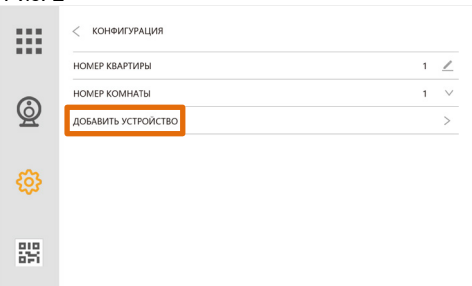 КОНФИГУРАЦИЯ
НОМЕР КВАРТИРЫ 1
НОМЕР КОМНАТЫ 1
ДОБАВИТЬ УСТРОЙСТВО